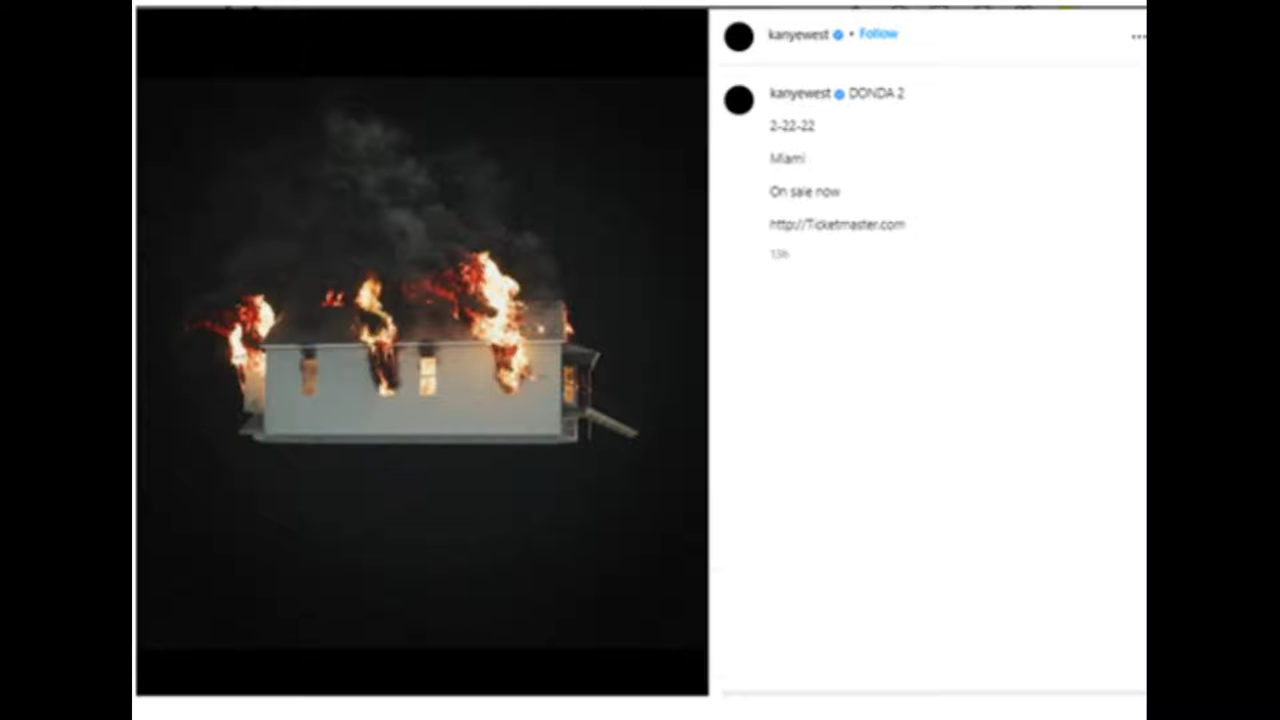 kanyewest • Follow
kanyewest DONDA 2
2-22-22
Miami
On sale now
http://Ticketmaster.com
13h